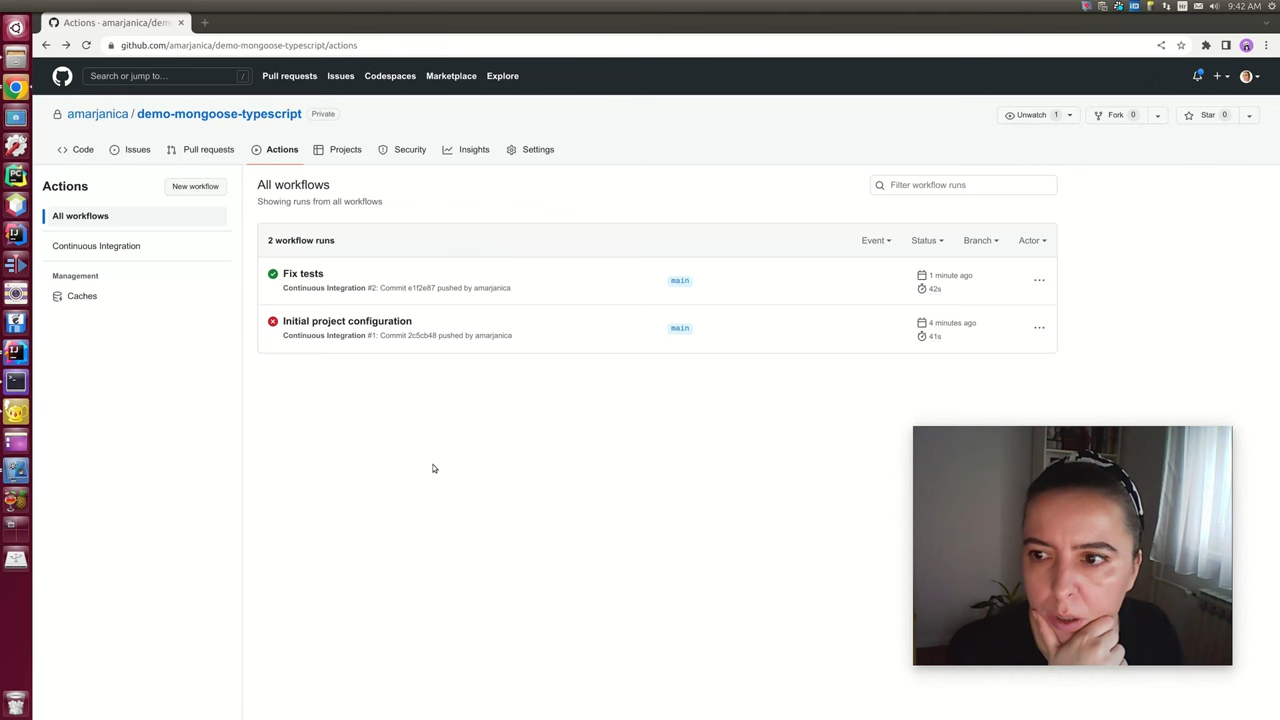 Hr
9:42 AM
Actions · amarjanica/demo
github.com/amarjanica/demo-mongoose-typescript/actions
Search or jump to… /
Pull requests Issues Codespaces Marketplace Explore
amarjanica / demo-mongoose-typescript Private
Unwatch 1 Fork 0 Star 0
Code Issues Pull requests Actions Projects Security Insights Settings
Actions
New workflow
All workflows
Continuous Integration
Management
Caches
All workflows
Showing runs from all workflows
Filter workflow runs
2 workflow runs
Event Status Branch Actor
Fix tests
Continuous Integration #2: Commit e1f2e87 pushed by amarjanica
main
1 minute ago
42s
Initial project configuration
Continuous Integration #1: Commit 2c5cb48 pushed by amarjanica
main
4 minutes ago
41s
PC
IJ